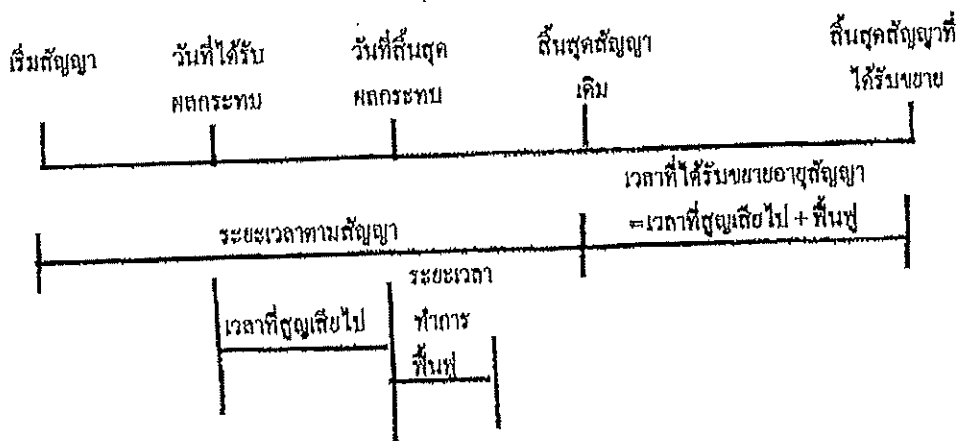 เริ่มสัญญา
วันที่ได้รับ
ผลกระทบ
วันที่สิ้นสุด
ผลกระทบ
สิ้นสุดสัญญา
เดิม
สิ้นสุดสัญญาที่
ได้รับขยาย
ระยะเวลาตามสัญญา
เวลาที่ได้รับขยายอายุสัญญา
=เวลาที่สูญเสียไป + ฟื้นฟู
เวลาที่สูญเสียไป
ระยะเวลา
ทำการ
ฟื้นฟู